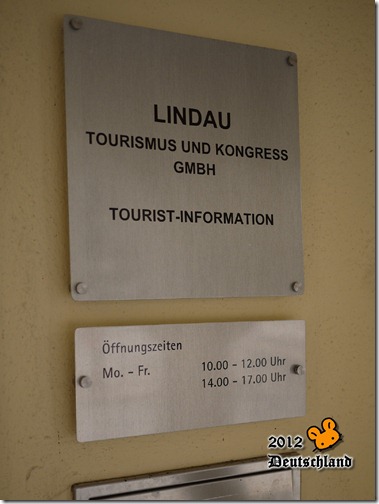 LINDAU
TOURISMUS UND KONGRESS
GMBH
TOURIST-INFORMATION
Öffnungszeiten
Mo. - Fr. 10.00 - 12.00 Uhr
14.00 - 17.00 Uhr
2012
Deutschland